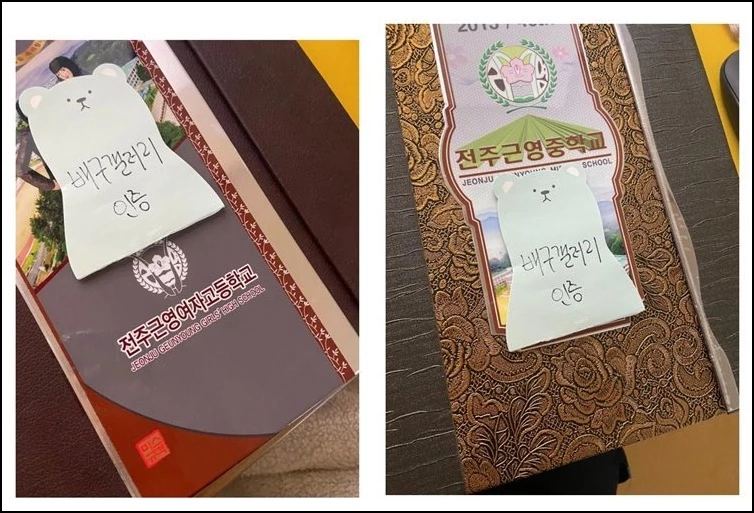 배구갤러리
인증
전주근영여자고등학교
JEONJU GEUNYOUNG GIRLS' HIGH SCHOOL
전주근영중학교
JEONJU SCHOOL
배구갤러리
인증